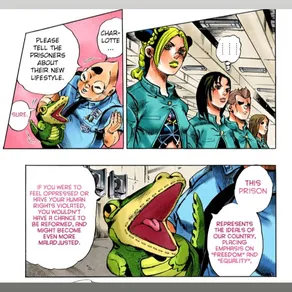 PLEASE
TELL THE
PRISONERS
ABOUT
THEIR NEW
LIFESTYLE.
CHAR-
LOTTE
...
SURE.
......
THIS
PRISON
REPRESENTS
THE IDEALS OF
OUR COUNTRY,
PLACING
EMPHASIS ON
"FREEDOM" AND
"EQUALITY".
IF YOU WERE TO
FEEL OPPRESSED OR
HAVE YOUR HUMAN
RIGHTS VIOLATED,
YOU WOULDN'T
HAVE A CHANCE
TO BE REFORMED, AND
MIGHT BECOME
EVEN MORE
MALADJUSTED.